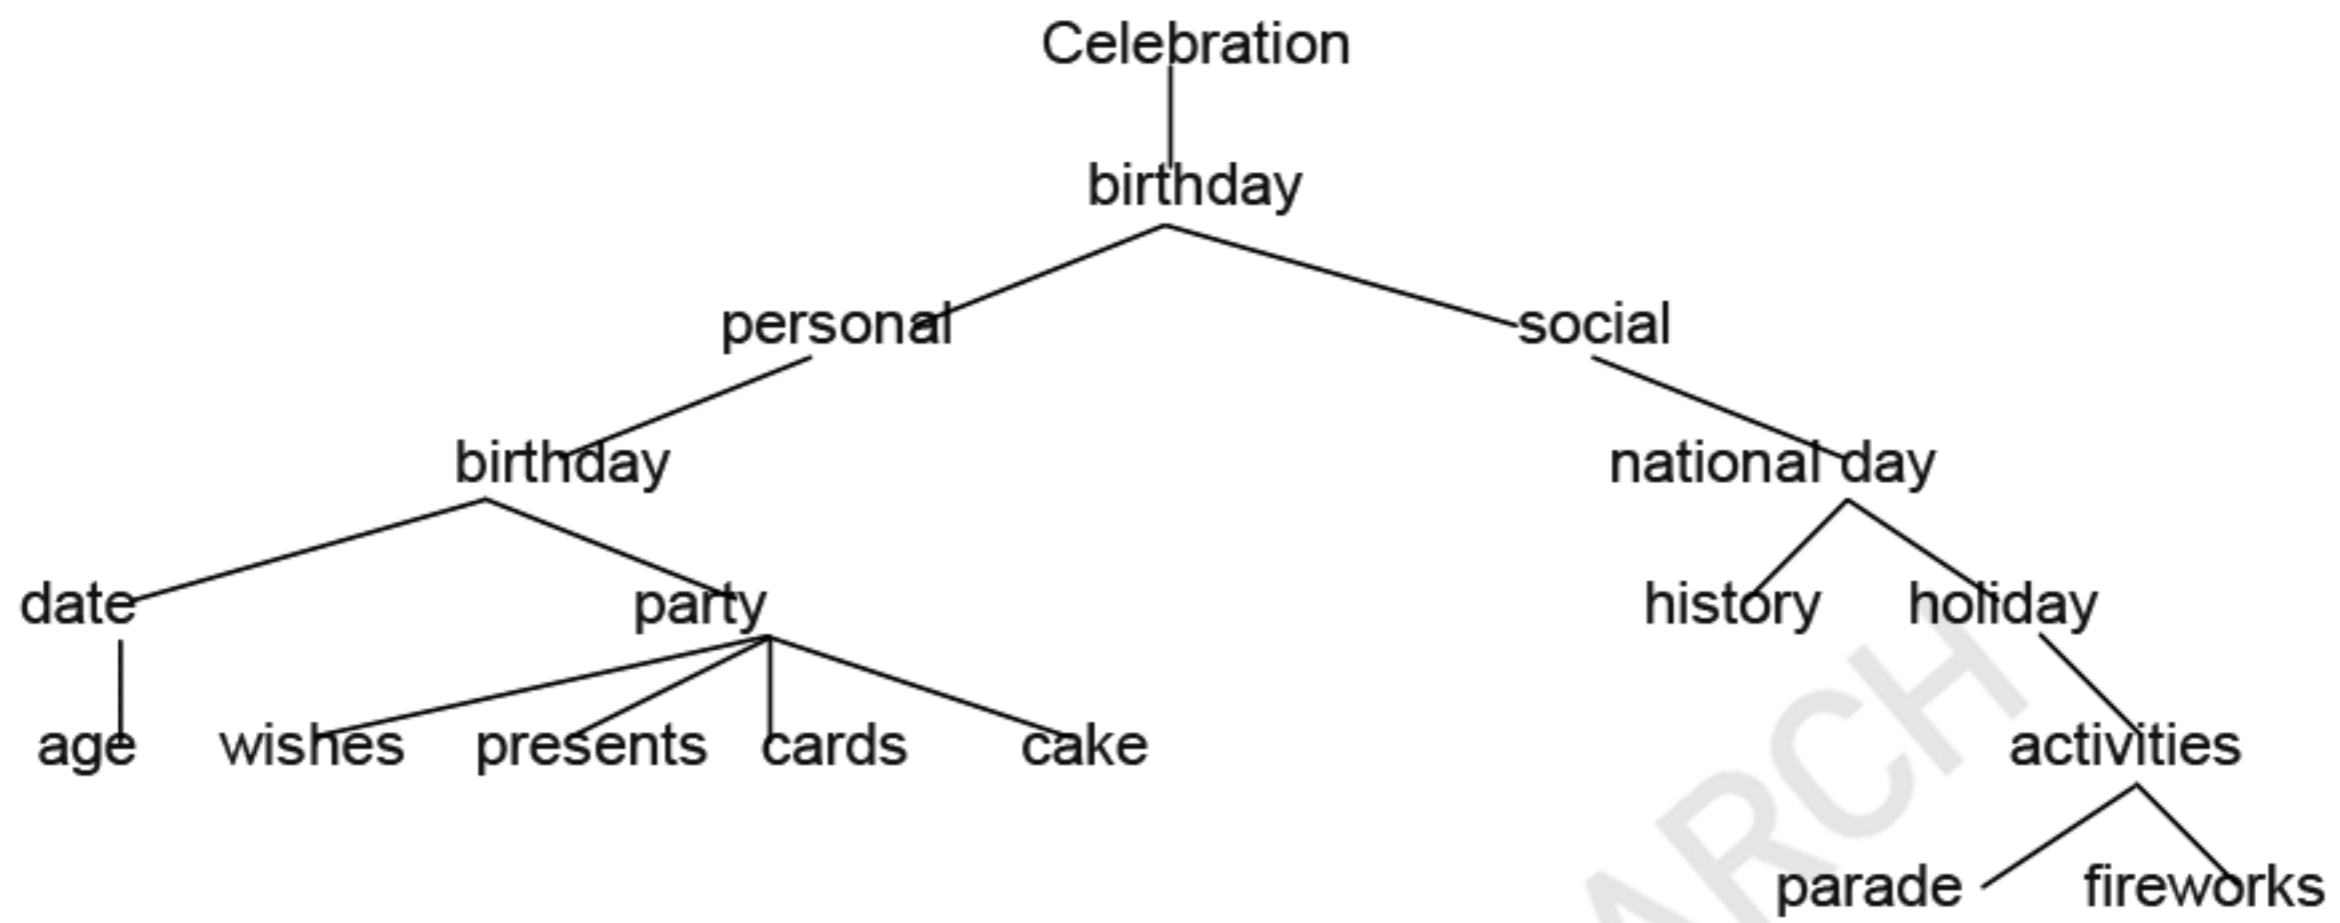 Celebration
birthday
personal social
birthday national day
date party history holiday
age wishes presents cards cake activities
parade fireworks
ARCH